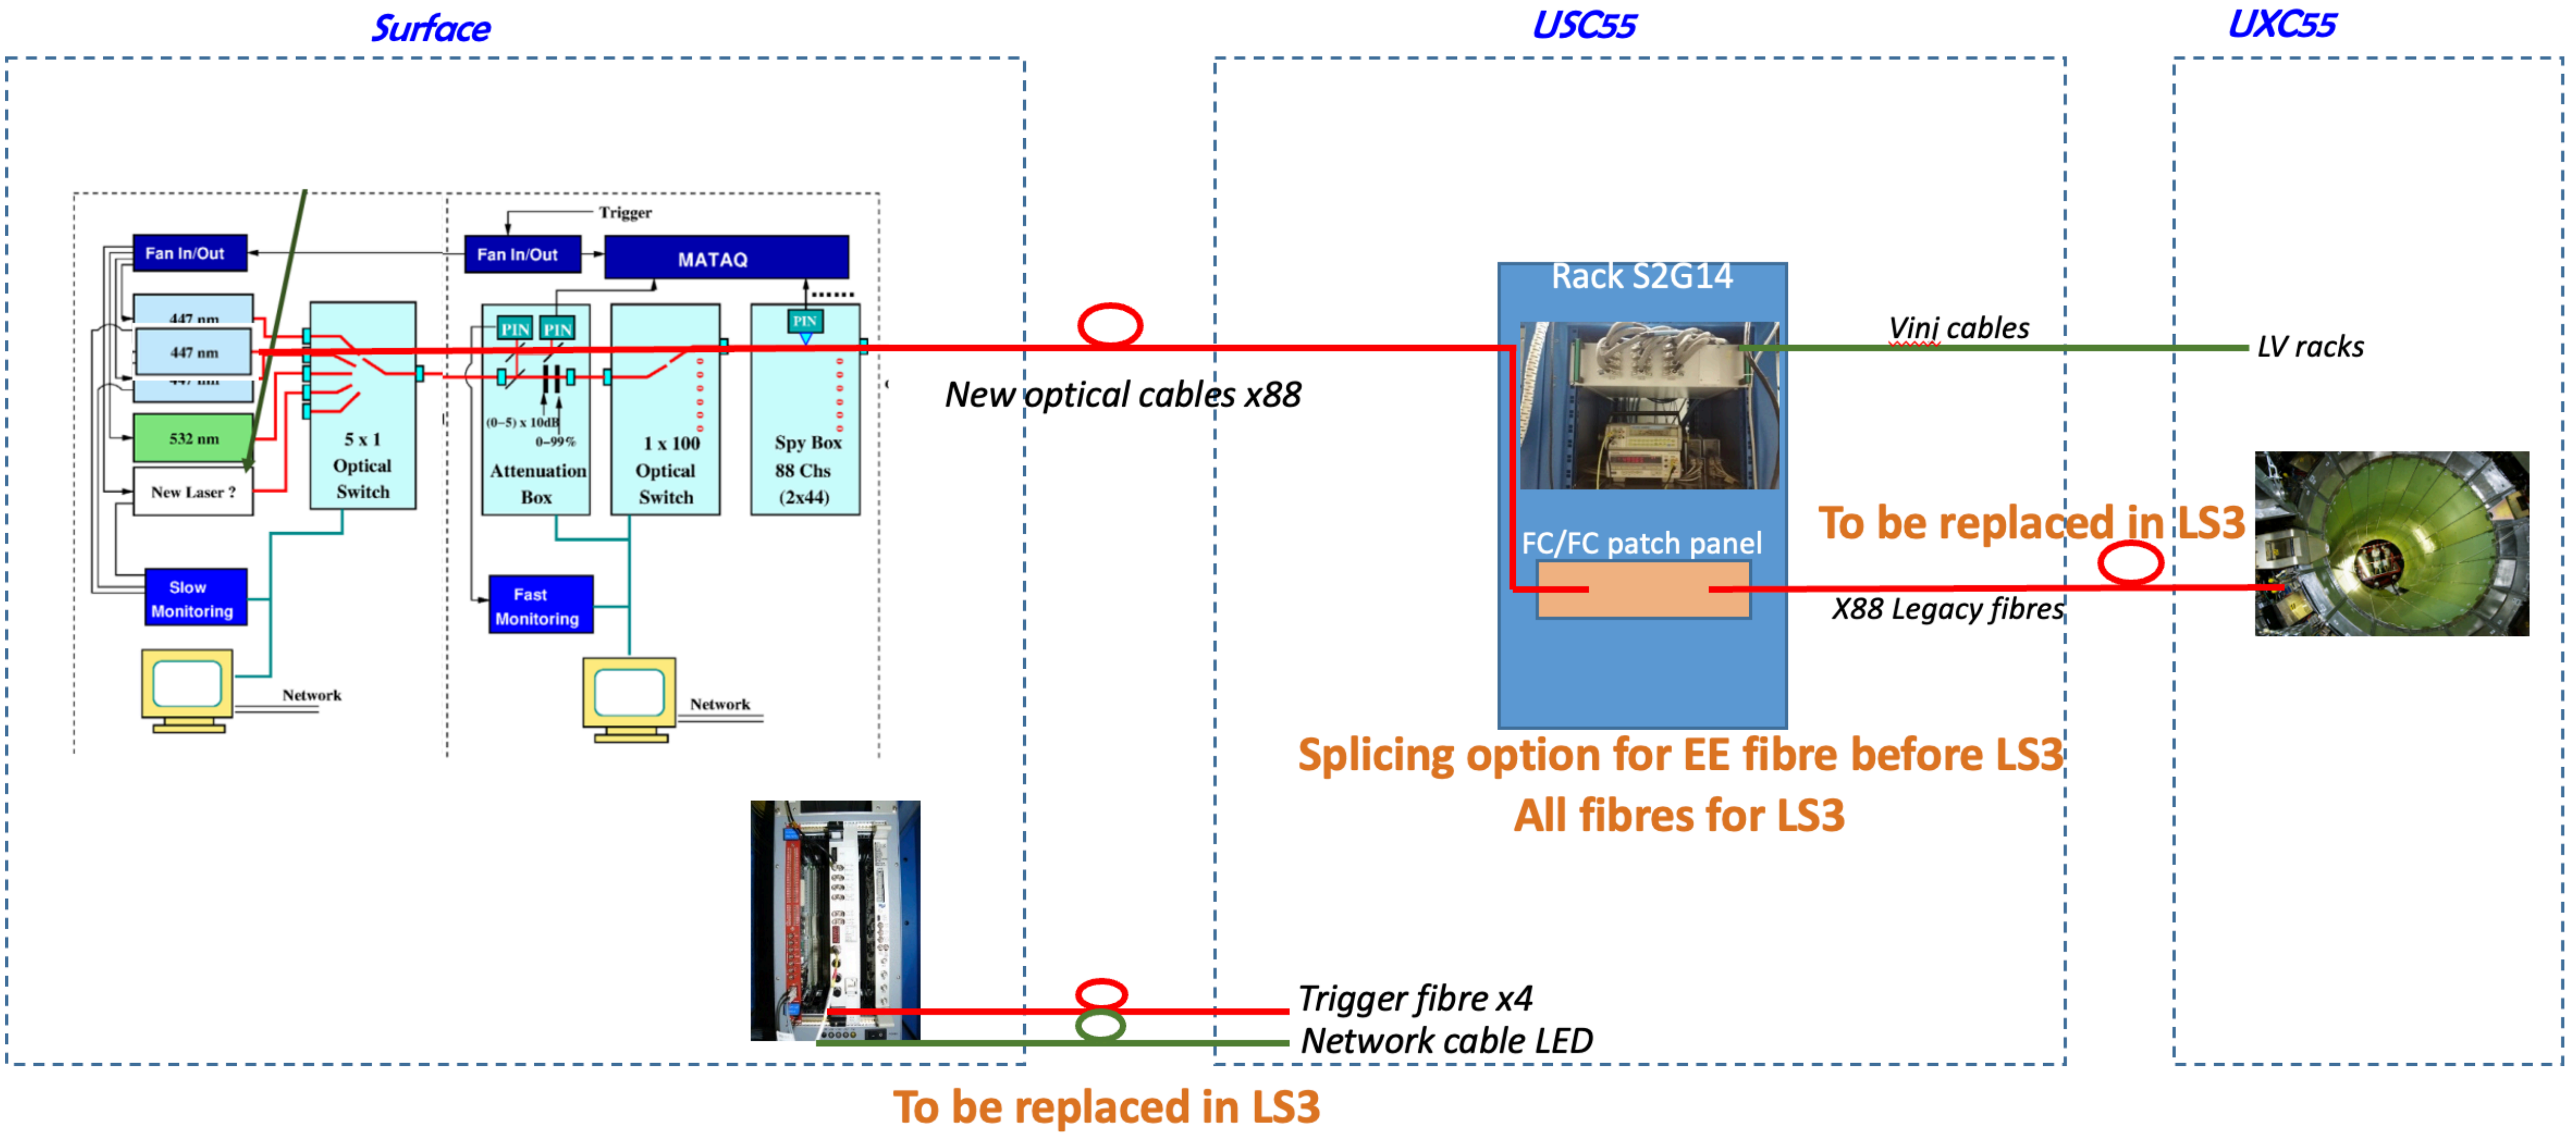 Surface
USC55
UXC55
Trigger
Fan In/Out
Fan In/Out
MATAQ
447 nm
447 nm
447 nm
532 nm
New Laser ?
5 x 1
Optical
Switch
PIN
PIN
(0–5) x 10dB
0–99%
Attenuation
Box
1 x 100
Optical
Switch
PIN
Spy Box
88 Chs
(2x44)
Slow
Monitoring
Fast
Monitoring
Network
Network
New optical cables x88
Rack S2G14
Vinj cables
LV racks
FC/FC patch panel
To be replaced in LS3
X88 Legacy fibres
Splicing option for EE fibre before LS3
All fibres for LS3
Trigger fibre x4
Network cable LED
To be replaced in LS3